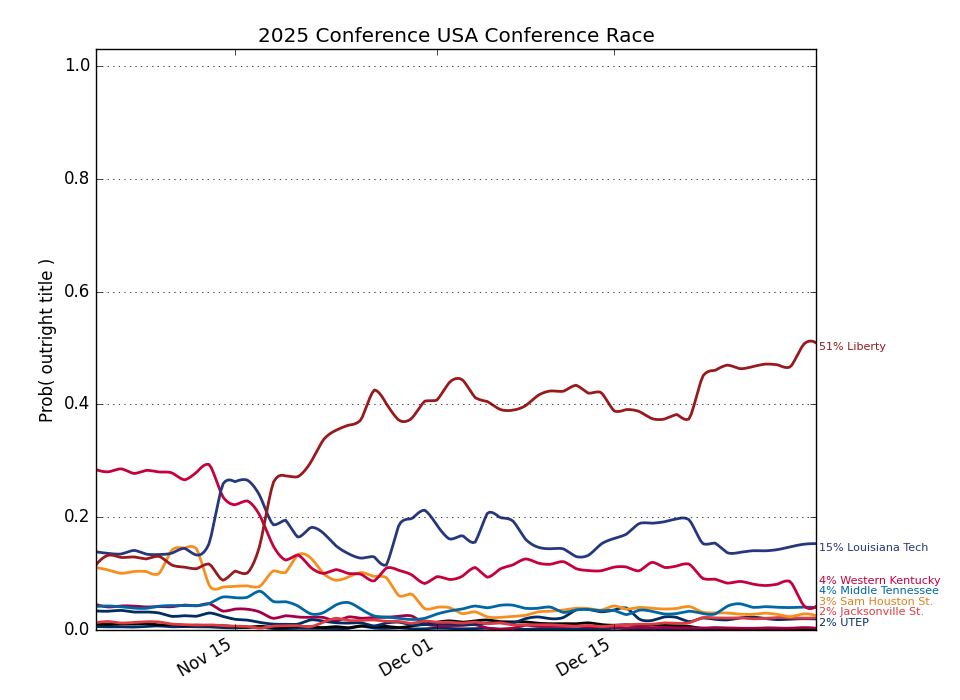 2025 Conference USA Conference Race
Prob( outright title )
1.0
0.8
0.6
0.4
0.2
0.0
Nov 15
Dec 01
Dec 15
51% Liberty
15% Louisiana Tech
4% Western Kentucky
4% Middle Tennessee
3% Sam Houston St.
2% Jacksonville St.
2% UTEP